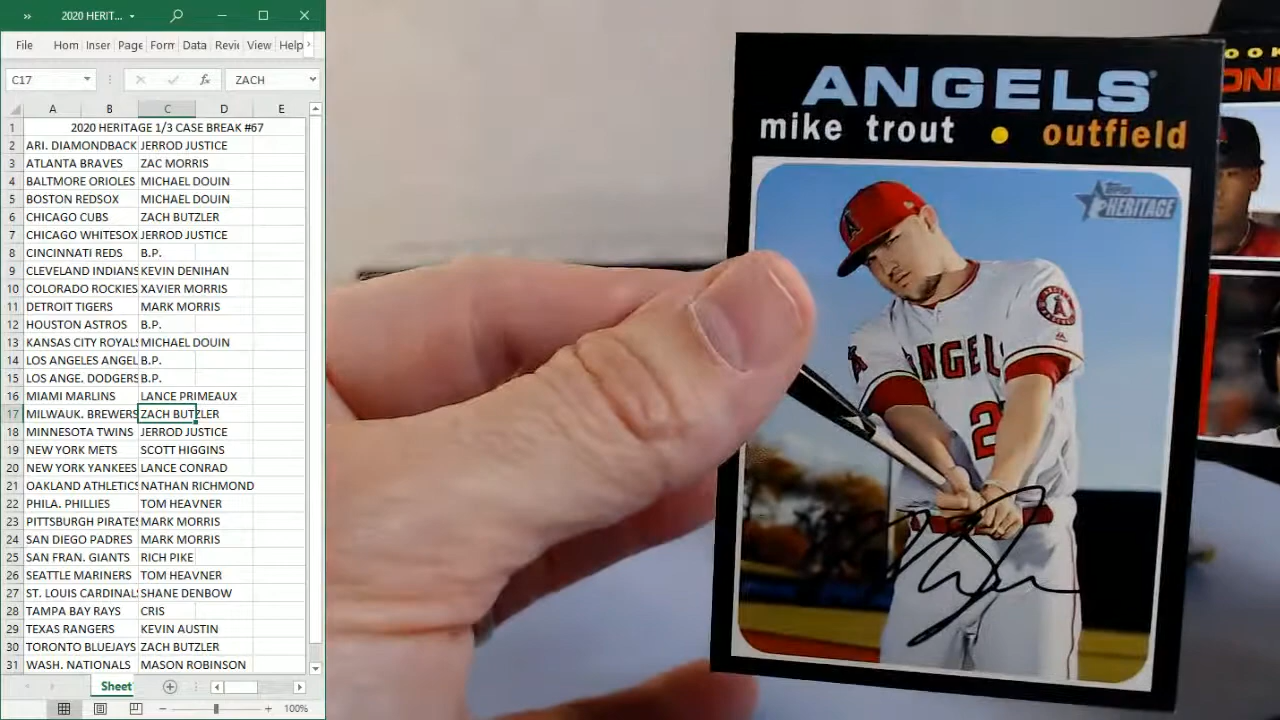 2020 HERIT...
File Hom Inser Page Form Data Revie View Help
C17 fx ZACH
A B C D E
1 2020 HERITAGE 1/3 CASE BREAK #67
2 ARI. DIAMONDBACK JERROD JUSTICE
3 ATLANTA BRAVES ZAC MORRIS
4 BALTMORE ORIOLES MICHAEL DOUIN
5 BOSTON REDSOX MICHAEL DOUIN
6 CHICAGO CUBS ZACH BUTZLER
7 CHICAGO WHITESOX JERROD JUSTICE
8 CINCINNATI REDS B.P.
9 CLEVELAND INDIANS KEVIN DENIHAN
10 COLORADO ROCKIES XAVIER MORRIS
11 DETROIT TIGERS MARK MORRIS
12 HOUSTON ASTROS B.P.
13 KANSAS CITY ROYALS MICHAEL DOUIN
14 LOS ANGELES ANGEL B.P.
15 LOS ANGE. DODGERS B.P.
16 MIAMI MARLINS LANCE PRIMEAUX
17 MILWAUK. BREWERS ZACH BUTZLER
18 MINNESOTA TWINS JERROD JUSTICE
19 NEW YORK METS SCOTT HIGGINS
20 NEW YORK YANKEES LANCE CONRAD
21 OAKLAND ATHLETICS NATHAN RICHMOND
22 PHILA. PHILLIES TOM HEAVNER
23 PITTSBURGH PIRATES MARK MORRIS
24 SAN DIEGO PADRES MARK MORRIS
25 SAN FRAN. GIANTS RICH PIKE
26 SEATTLE MARINERS TOM HEAVNER
27 ST. LOUIS CARDINALS SHANE DENBOW
28 TAMPA BAY RAYS CRIS
29 TEXAS RANGERS KEVIN AUSTIN
30 TORONTO BLUEJAYS ZACH BUTZLER
31 WASH. NATIONALS MASON ROBINSON
Sheet
100%
ANGELS
mike trout outfield
Topps
HERITAGE
ANGELS
2